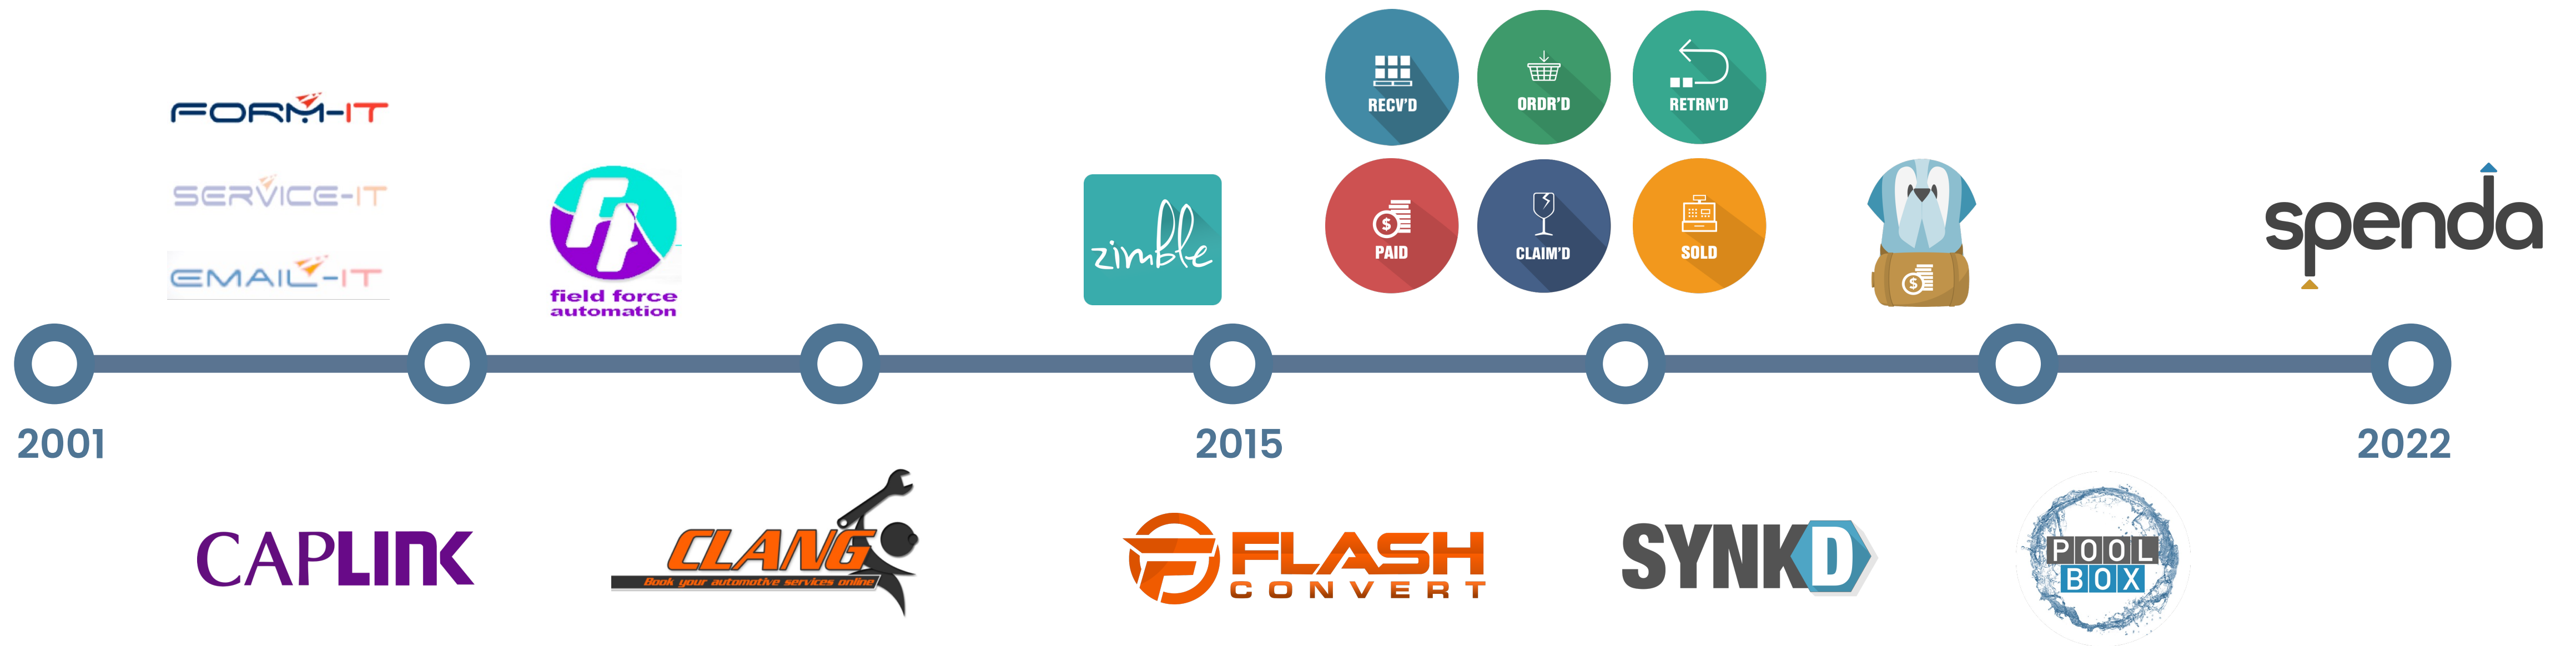 FORM-IT
SERVICE-IT
EMAIL-IT
field force
automation
zimble
RECV'D
ORDR'D
RETRN'D
PAID
CLAIM'D
SOLD
spenda
2001
2015
2022
CAPLINK
CLANG
Book your automotive services online
FLASH
CONVERT
SYNKD
POOL
BOX